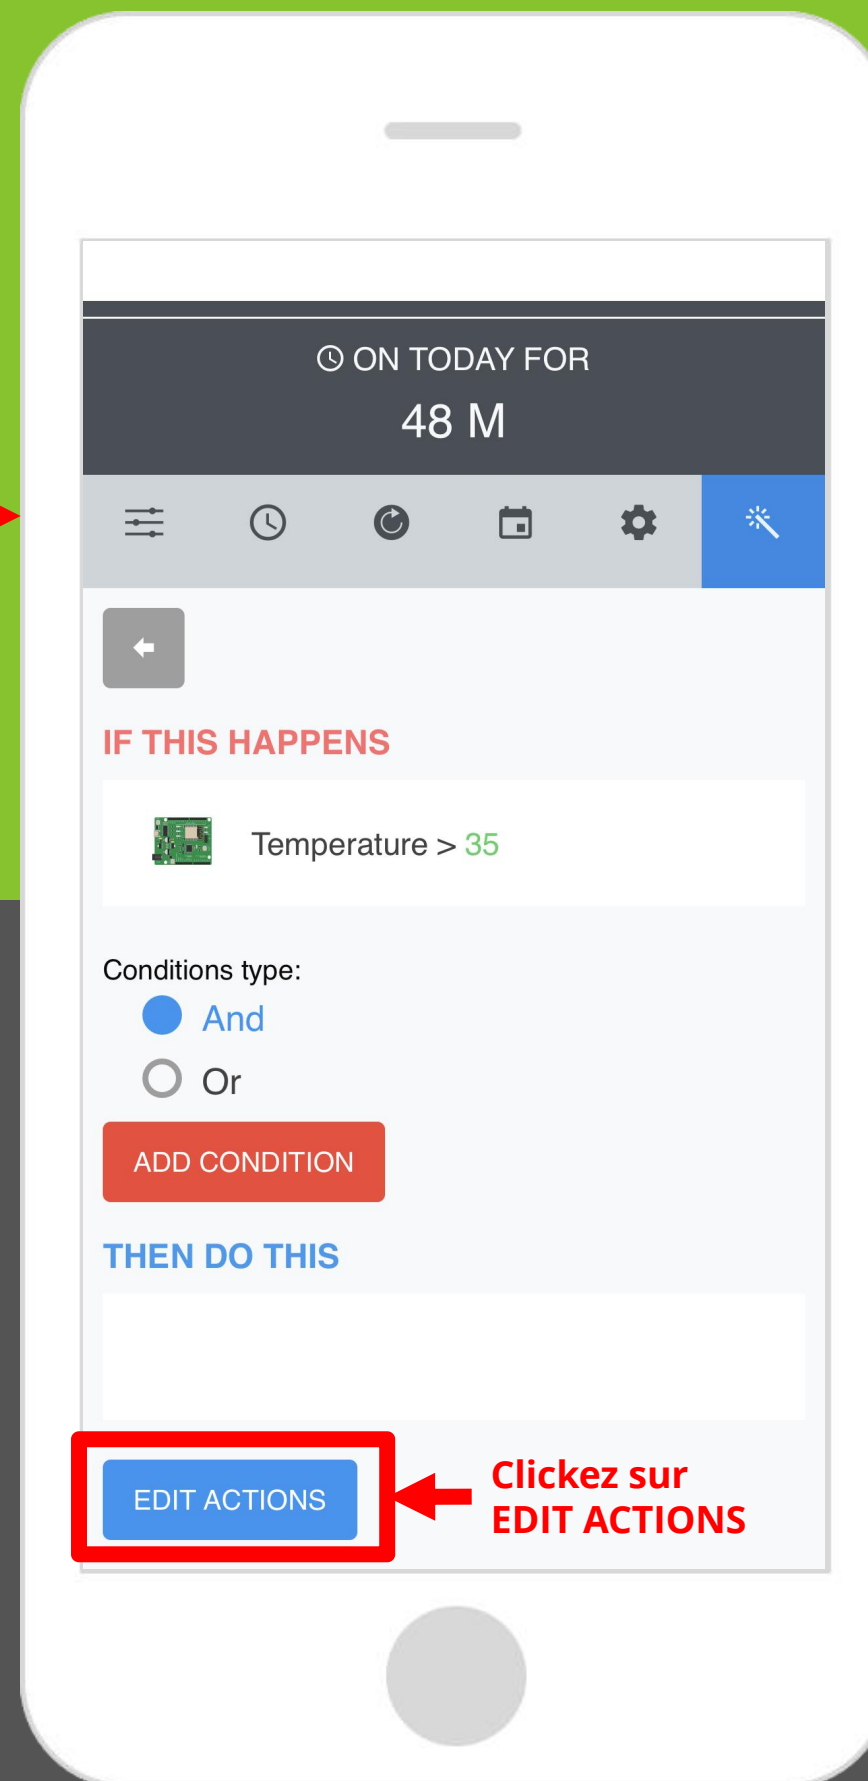 ON TODAY FOR
48 M
IF THIS HAPPENS
Temperature > 35
Conditions type:
And
Or
ADD CONDITION
THEN DO THIS
EDIT ACTIONS
Clickez sur
EDIT ACTIONS